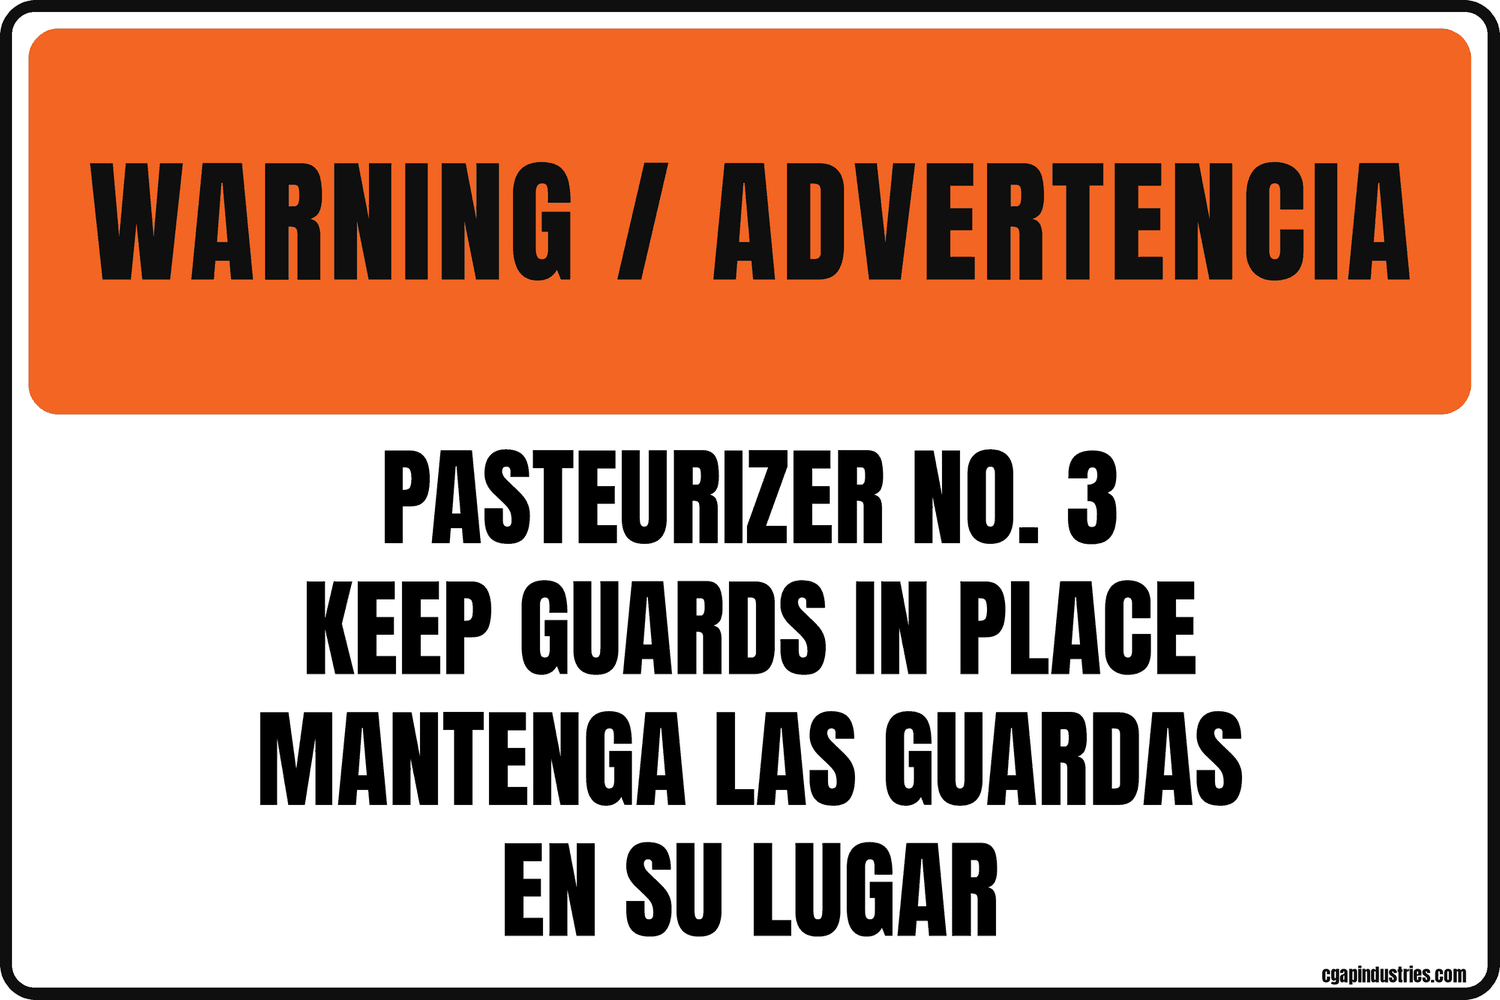 WARNING / ADVERTENCIA
PASTEURIZER NO. 3
KEEP GUARDS IN PLACE
MANTENGA LAS GUARDAS
EN SU LUGAR
cgapindustries.com